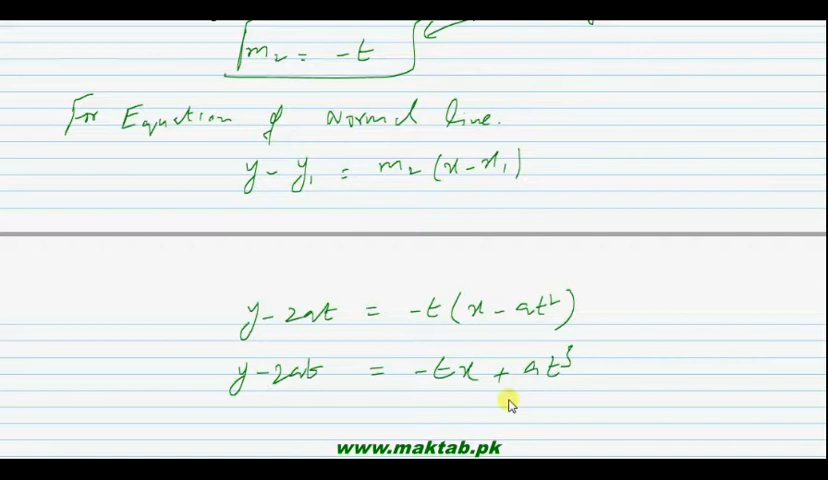 m₂ = -t
For Equation of Normal line.
y - y₁ = m₂ (x - x₁)
y - 2at = -t (x - at²)
y - 2at = -tx + at³
www.maktab.pk